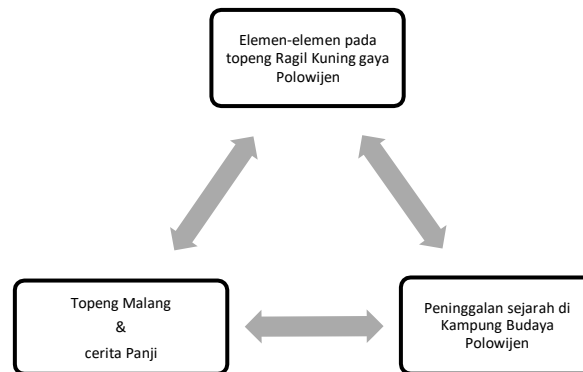 Elemen-elemen pada
topeng Ragil Kuning gaya
Polowijen
Topeng Malang
&
cerita Panji
Peninggalan sejarah di
Kampung Budaya
Polowijen